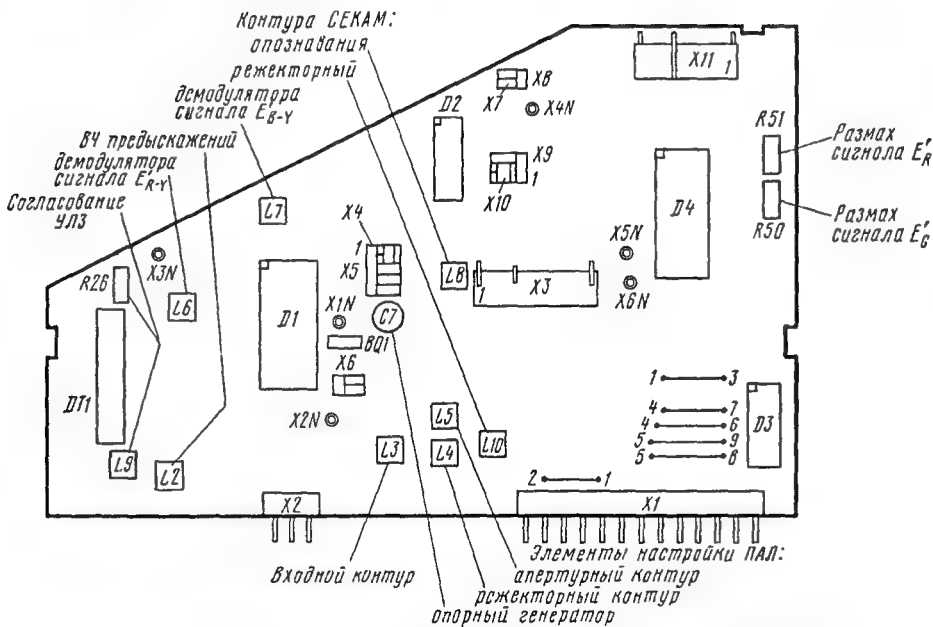 Контура СЕКАМ:
опознавания
режекторный
демодулятора
сигнала E'B-Y
ВЧ предыскажений
демодулятора
сигнала E'R-Y
Согласование
УЛЗ
X11 1
X8
X7
X4N
D2
R51
Размах
сигнола E'R
X9
1
X10
D4
L7
X4
1
X5
R50
Размах
сигнала E'G
X3N
X5N
R26
L8
1 X3
X6N
L6
D1
X1N
C7
BQ1
X6
DT1
1 3
4 7
4 6
5 9
5 8
D3
X2N
L5
L3
L4
L10
L9
L2
2 1
X2
X1
Элементы настройки ПАЛ:
Входной контур
апертурный контур
режекторный контур
опорный генератор